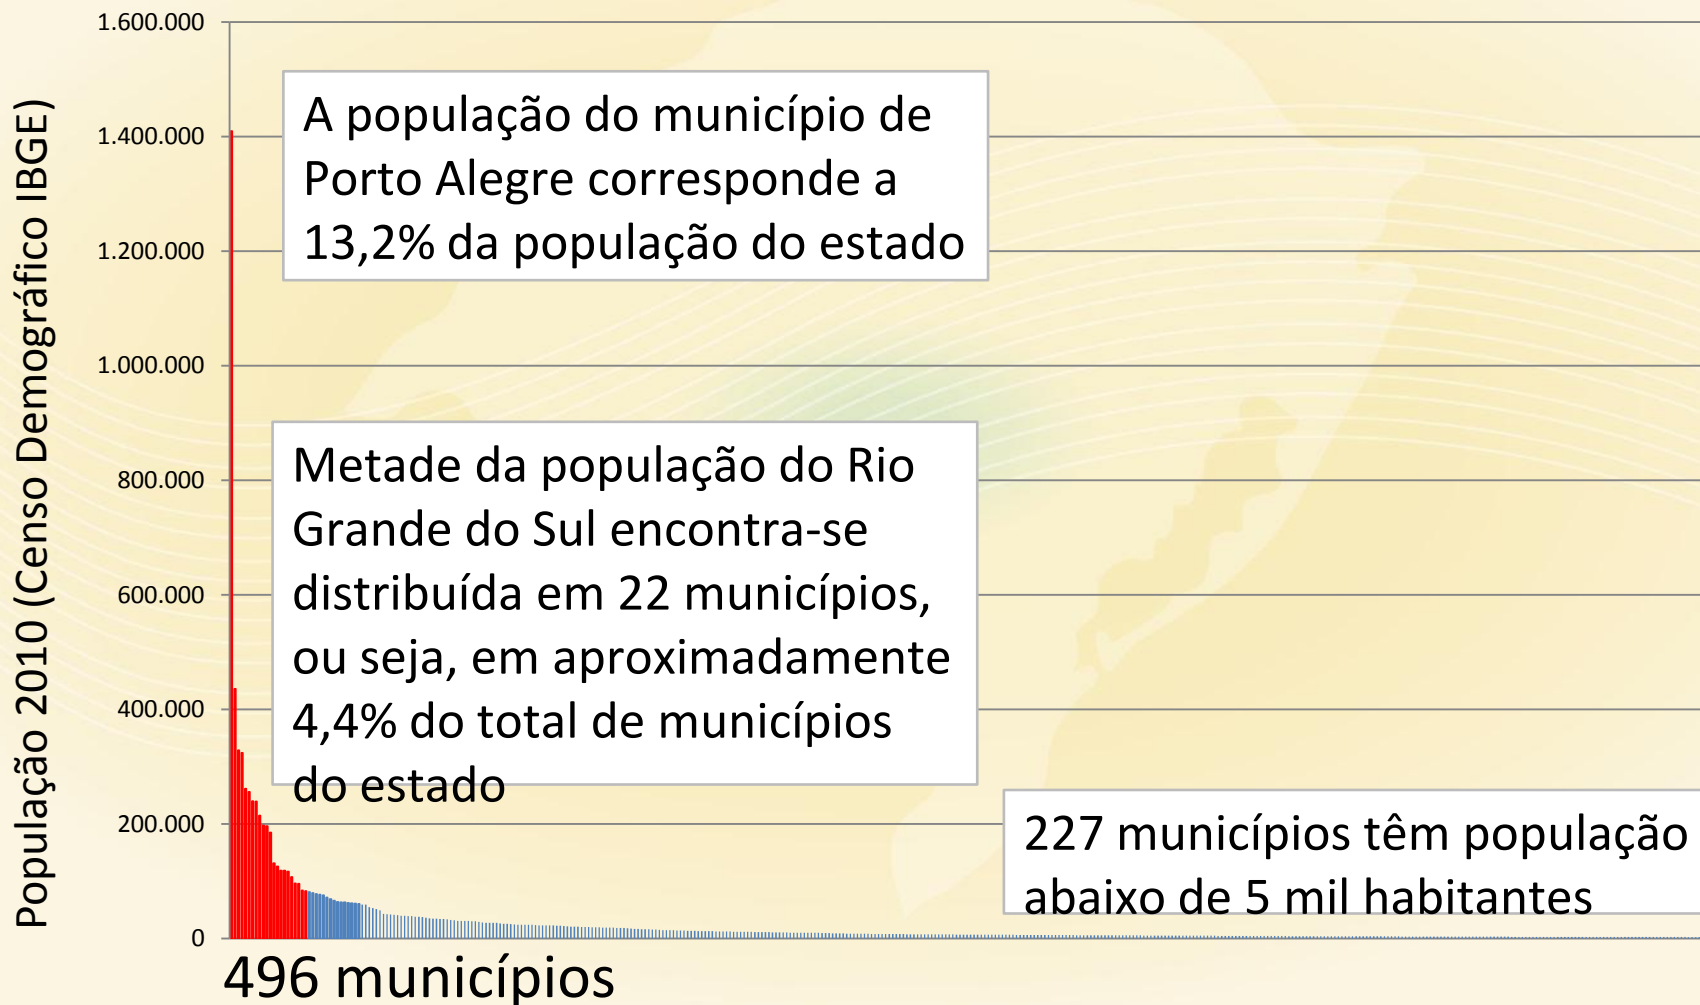 População 2010 (Censo Demográfico IBGE)
1.600.000
1.400.000
1.200.000
1.000.000
800.000
600.000
400.000
200.000
0
A população do município de
Porto Alegre corresponde a
13,2% da população do estado
Metade da população do Rio
Grande do Sul encontra-se
distribuída em 22 municípios,
ou seja, em aproximadamente
4,4% do total de municípios
do estado
227 municípios têm população
abaixo de 5 mil habitantes
496 municípios